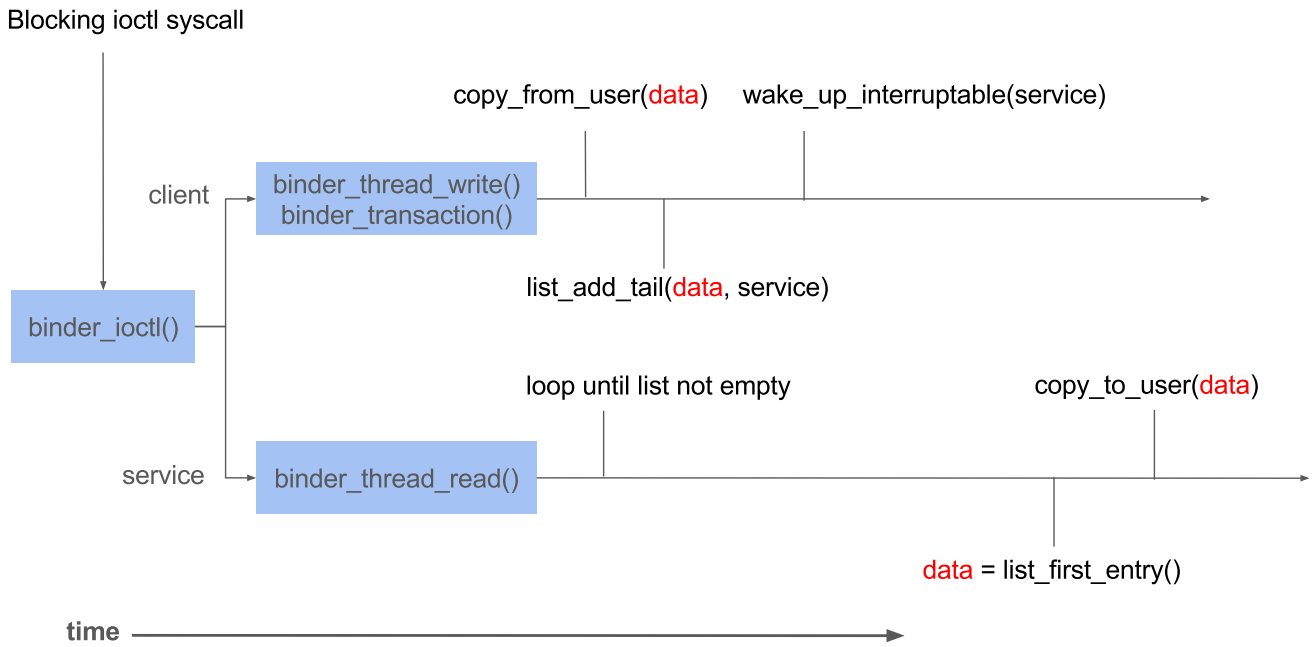 Blocking ioctl syscall
copy_from_user(data)
wake_up_interruptable(service)
client
binder_thread_write()
binder_transaction()
list_add_tail(data, service)
binder_ioctl()
loop until list not empty
copy_to_user(data)
service
binder_thread_read()
data = list_first_entry()
time